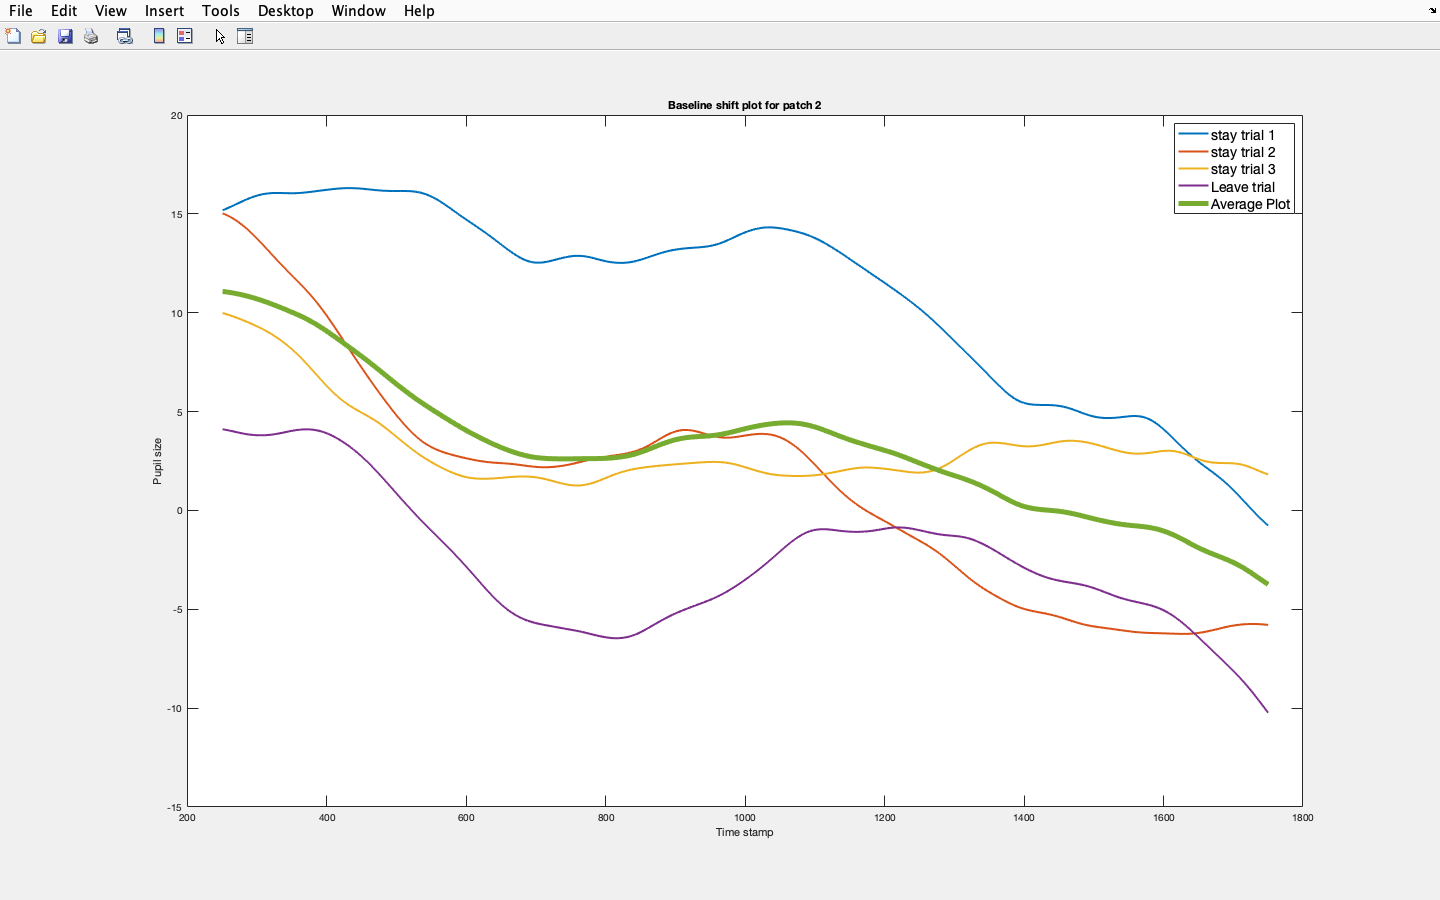 File Edit View Insert Tools Desktop Window Help
Baseline shift plot for patch 2
stay trial 1
stay trial 2
stay trial 3
Leave trial
Average Plot
Pupil size
20
15
10
5
0
-5
-10
-15
200 400 600 800 1000 1200 1400 1600 1800
Time stamp